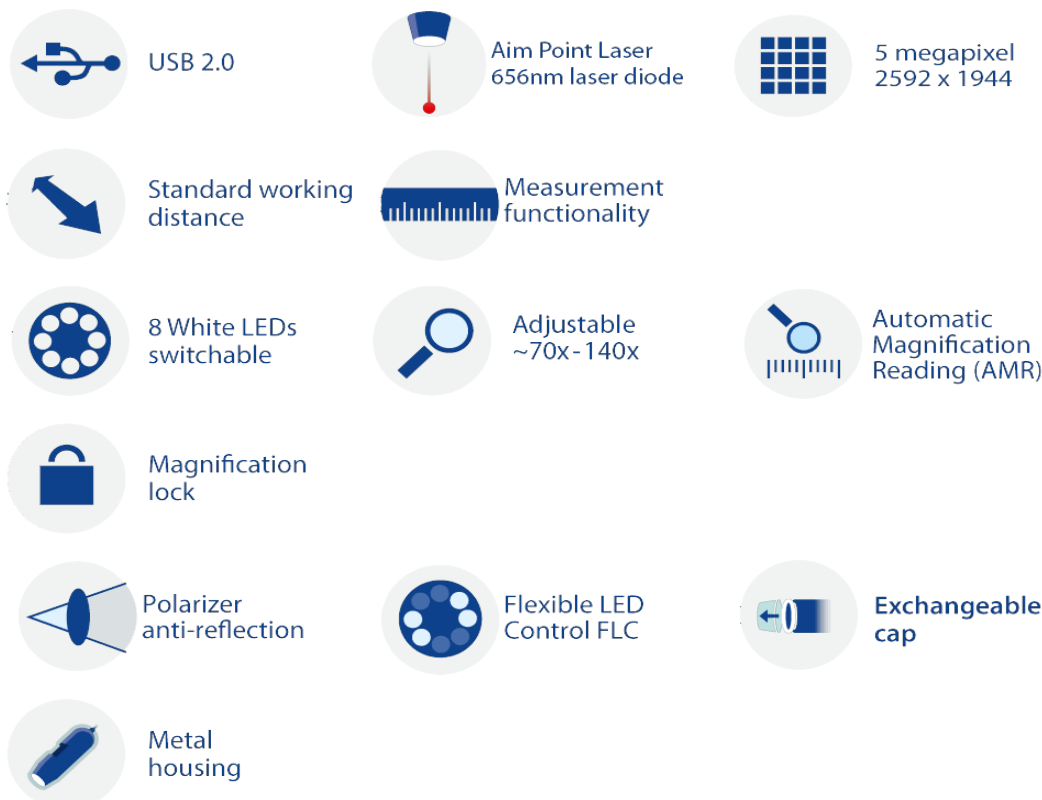 USB 2.0
Aim Point Laser
656nm laser diode
5 megapixel
2592 x 1944
Standard working
distance
Measurement
functionality
8 White LEDs
switchable
Adjustable
~70x-140x
Automatic
Magnification
Reading (AMR)
Magnification
lock
Polarizer
anti-reflection
Flexible LED
Control FLC
Exchangeable
cap
Metal
housing